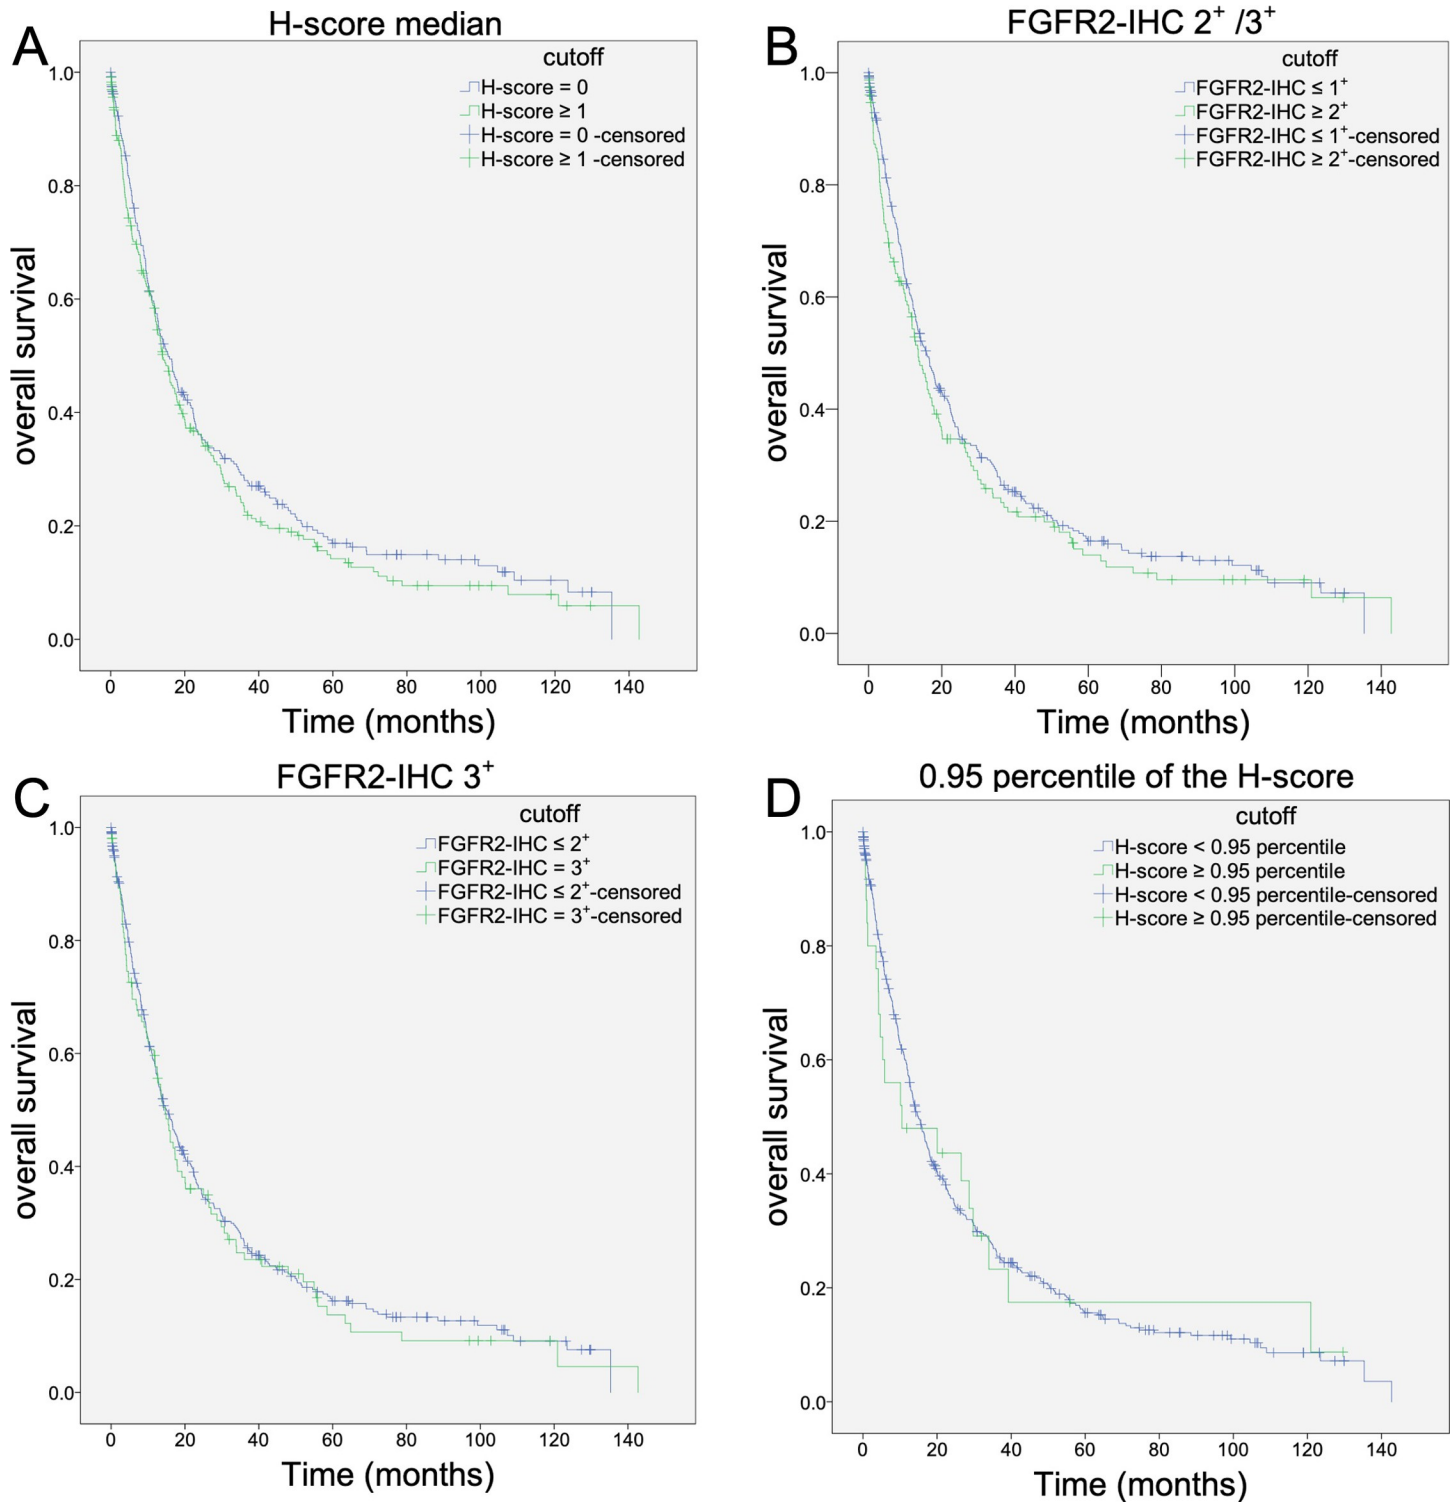 A
H-score median
cutoff
H-score = 0
H-score ≥ 1
H-score = 0 -censored
H-score ≥ 1 -censored
1.0
0.8
0.6
0.4
0.2
0.0
overall survival
0 20 40 60 80 100 120 140
Time (months)
B
FGFR2-IHC 2⁺ /3⁺
cutoff
FGFR2-IHC ≤ 1⁺
FGFR2-IHC ≥ 2⁺
FGFR2-IHC ≤ 1⁺-censored
FGFR2-IHC ≥ 2⁺-censored
1.0
0.8
0.6
0.4
0.2
0.0
overall survival
0 20 40 60 80 100 120 140
Time (months)
C
FGFR2-IHC 3⁺
cutoff
FGFR2-IHC ≤ 2⁺
FGFR2-IHC = 3⁺
FGFR2-IHC ≤ 2⁺-censored
FGFR2-IHC = 3⁺-censored
1.0
0.8
0.6
0.4
0.2
0.0
overall survival
0 20 40 60 80 100 120 140
Time (months)
D
0.95 percentile of the H-score
cutoff
H-score < 0.95 percentile
H-score ≥ 0.95 percentile
H-score < 0.95 percentile-censored
H-score ≥ 0.95 percentile-censored
1.0
0.8
0.6
0.4
0.2
0.0
overall survival
0 20 40 60 80 100 120 140
Time (months)